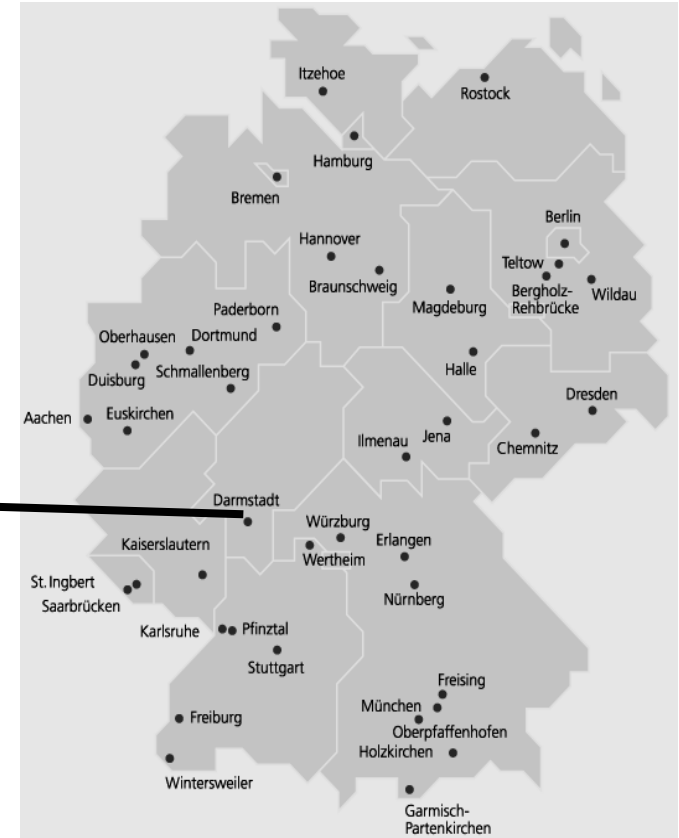 Itzehoe
Rostock
Hamburg
Bremen
Berlin
Hannover
Teltow
Braunschweig
Bergholz-
Rehbrücke
Wildau
Magdeburg
Paderborn
Oberhausen
Dortmund
Halle
Duisburg
Schmallenberg
Dresden
Aachen
Euskirchen
Jena
Ilmenau
Chemnitz
Darmstadt
Würzburg
Kaiserslautern
Erlangen
Wertheim
St. Ingbert
Saarbrücken
Nürnberg
Karlsruhe
Pfinztal
Stuttgart
Freising
München
Freiburg
Oberpfaffenhofen
Holzkirchen
Wintersweiler
Garmisch-
Partenkirchen